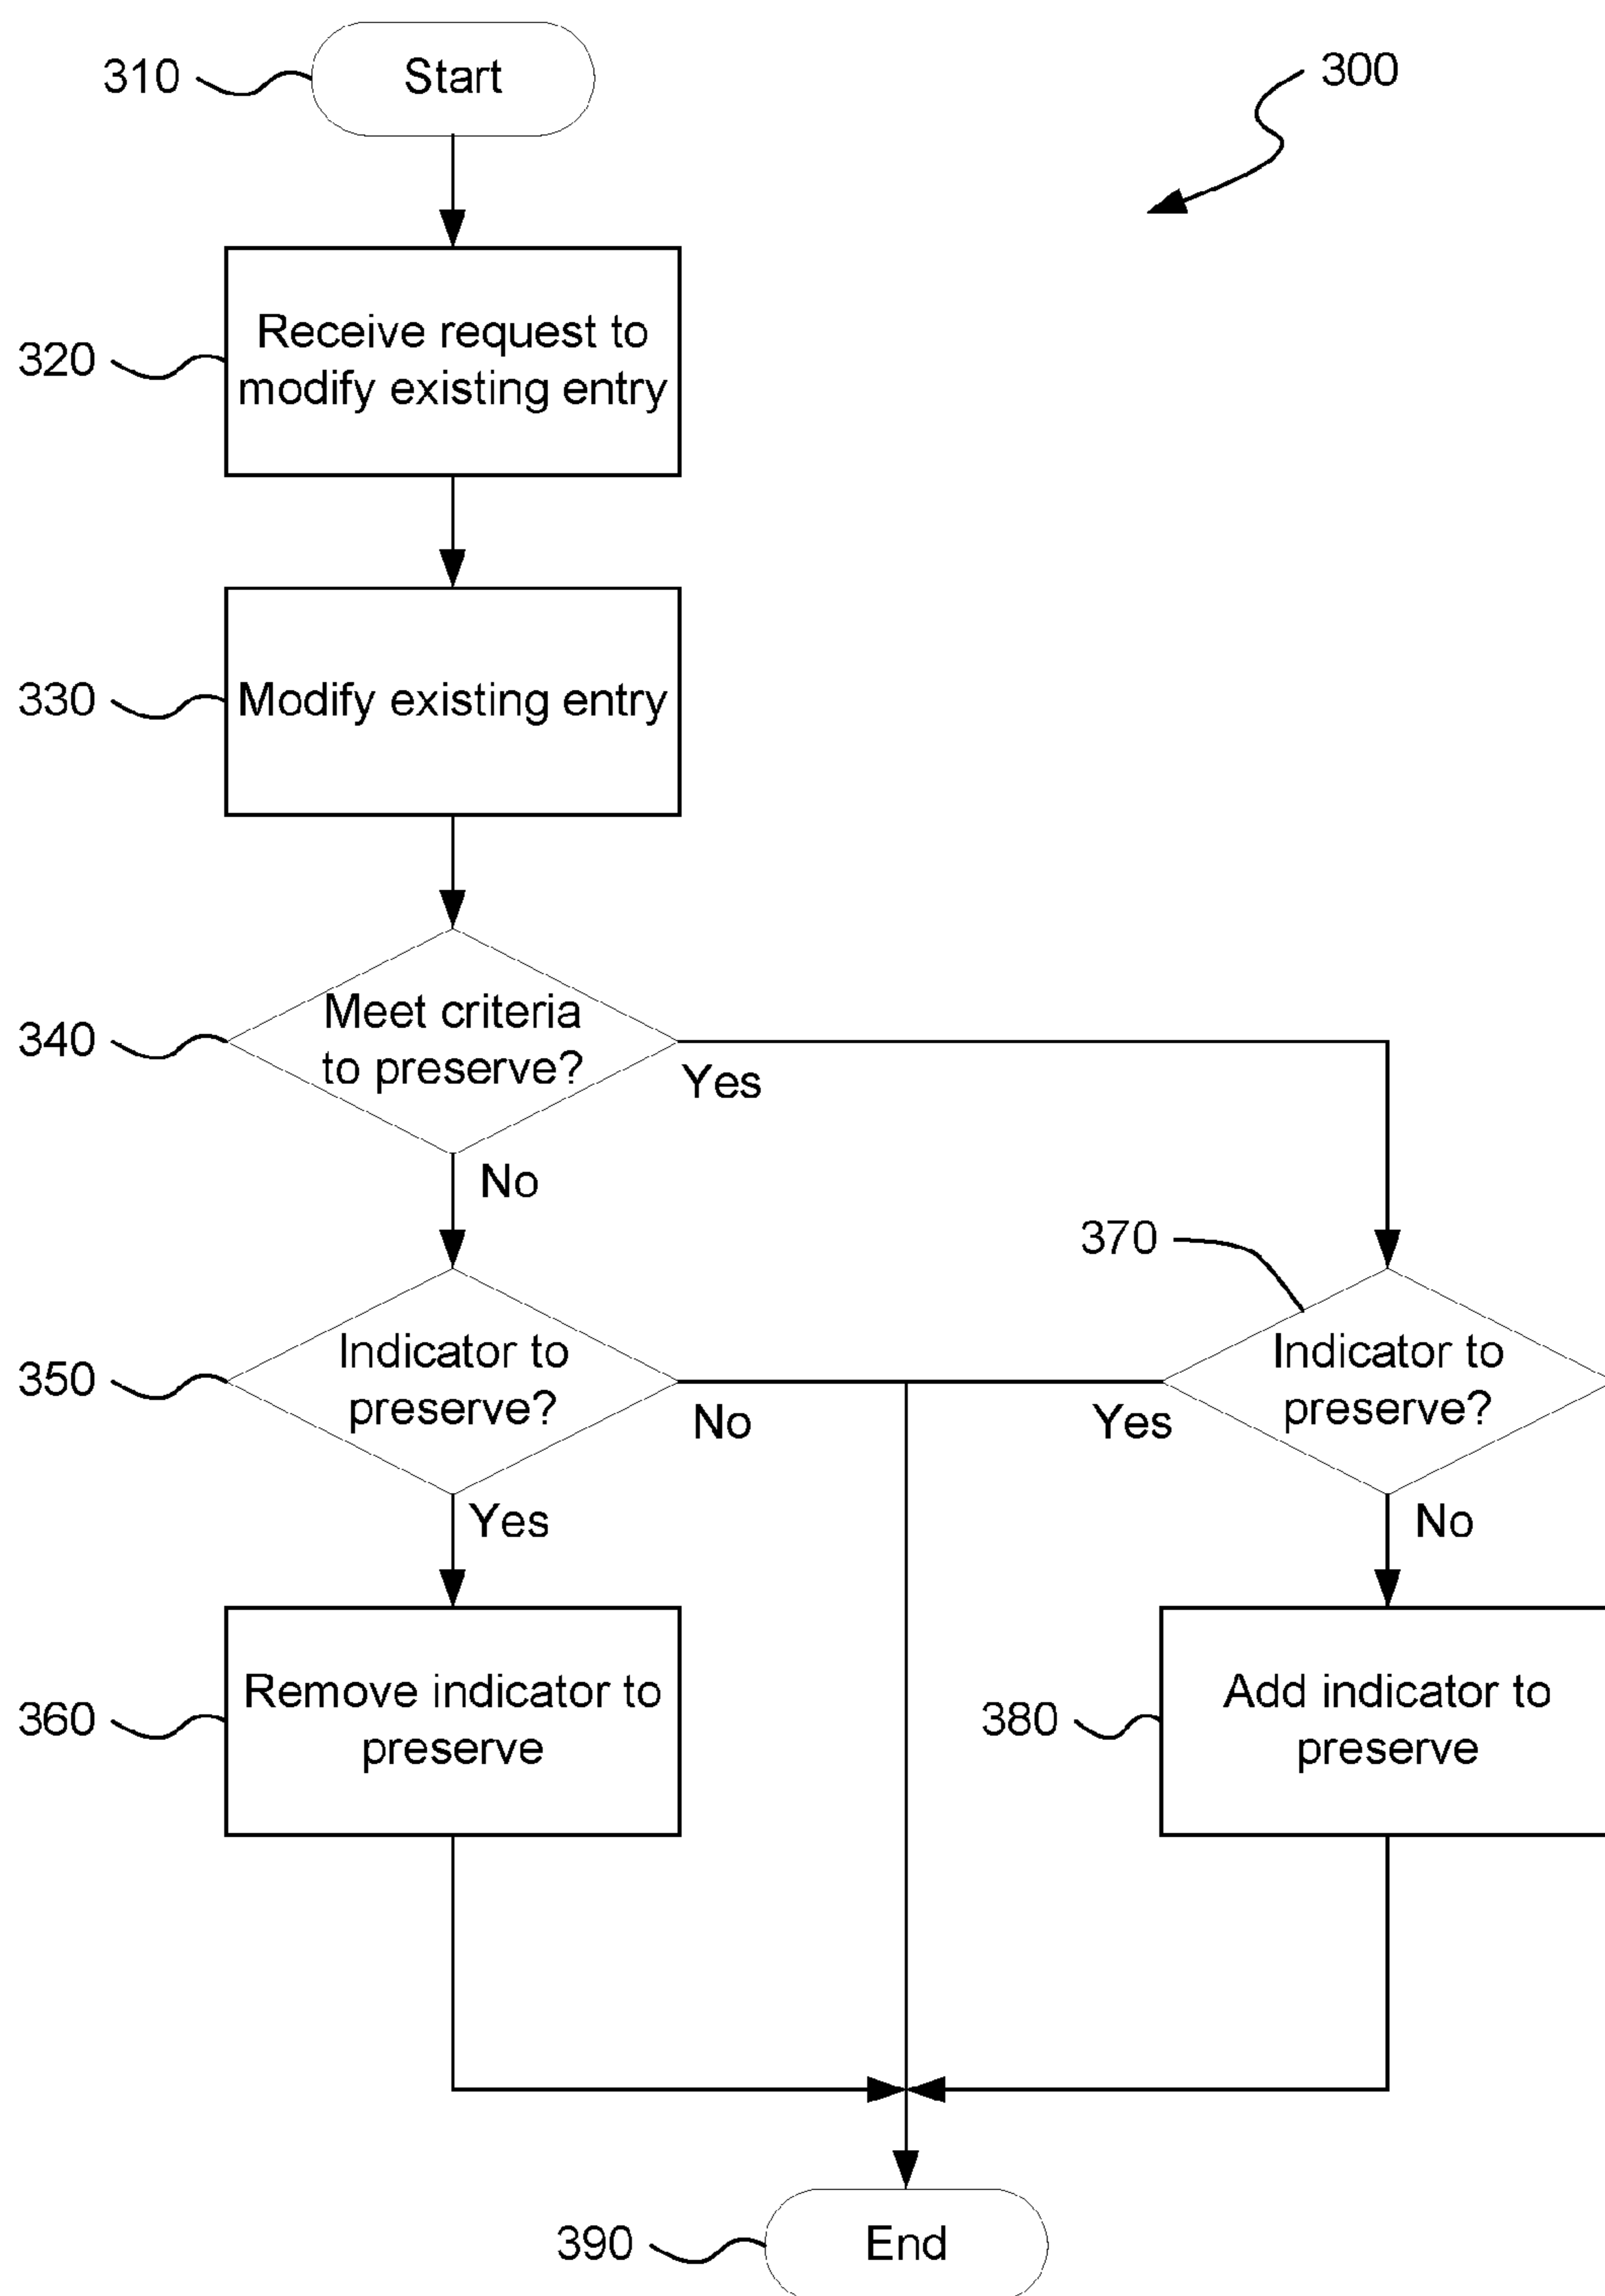 310
Start
300
320
Receive request to
modify existing entry
330
Modify existing entry
340
Meet criteria
to preserve?
Yes
No
370
350
Indicator to
preserve?
No
Yes
Indicator to
preserve?
Yes
No
360
Remove indicator to
preserve
380
Add indicator to
preserve
390
End